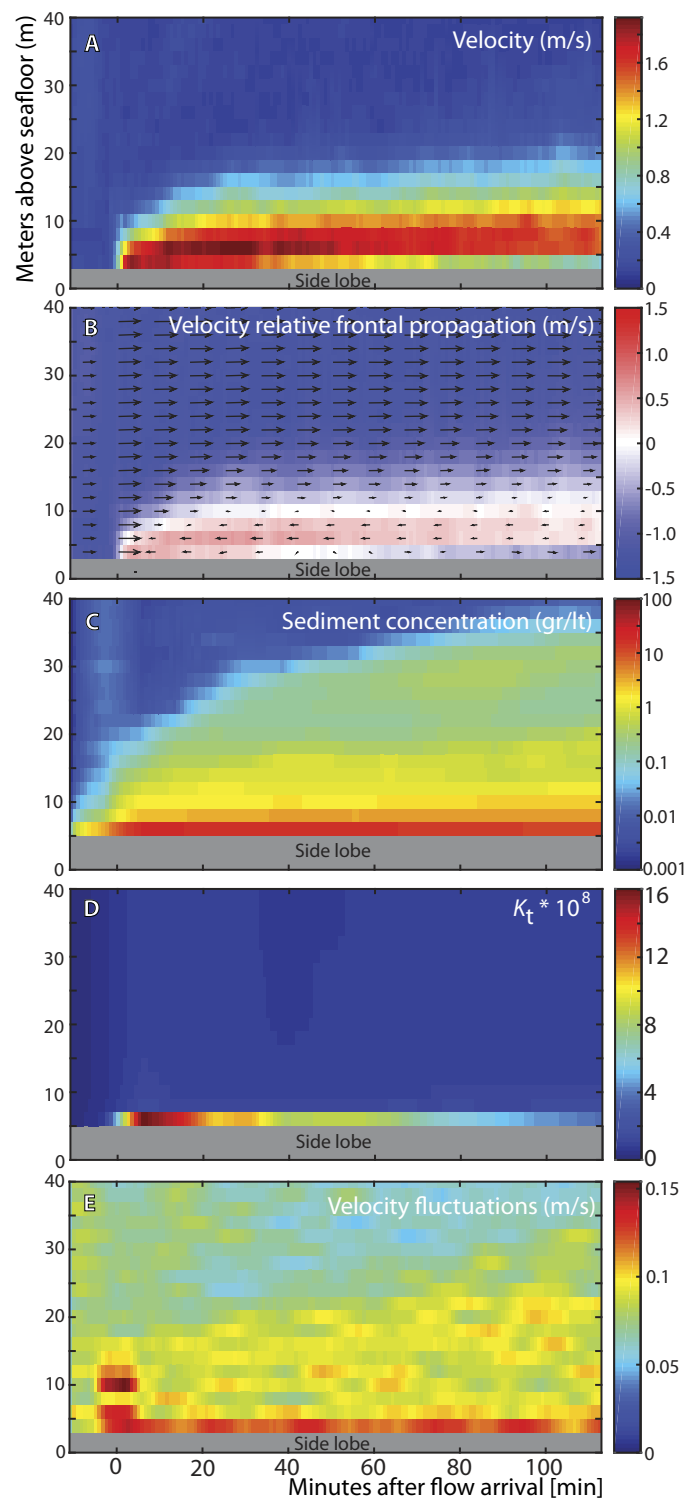 A
Velocity (m/s)
Meters above seafloor (m)
40
30
20
10
0
Side lobe
1.6
1.2
0.8
0.4
0
B
Velocity relative frontal propagation (m/s)
40
30
20
10
0
Side lobe
1.5
1.0
0.5
0
-0.5
-1.0
-1.5
C
Sediment concentration (gr/lt)
40
30
20
10
0
Side lobe
100
10
1
0.1
0.01
0.001
D
Kt * 10^8
40
30
20
10
0
Side lobe
16
12
8
4
0
E
Velocity fluctuations (m/s)
40
30
20
10
0
Side lobe
0.15
0.1
0.05
0
0 20 40 60 80 100
Minutes after flow arrival [min]